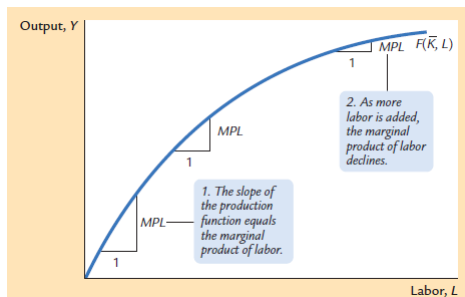 Output, Y
MPL F(K̅, L)
1
2. As more
labor is added,
the marginal
product of labor
declines.
MPL
1
1. The slope of
the production
function equals
the marginal
product of labor.
MPL
1
Labor, L